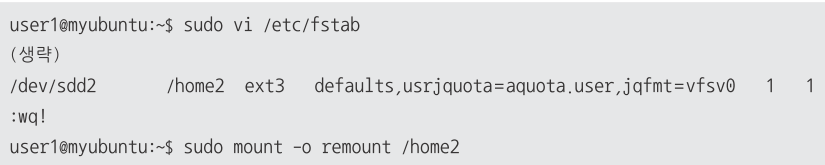 user1@myubuntu:~$ sudo vi /etc/fstab
(생략)
/dev/sdd2 /home2 ext3 defaults,usrjquota=aquota.user,jqfmt=vfsv0 1 1
:wq!
user1@myubuntu:~$ sudo mount -o remount /home2